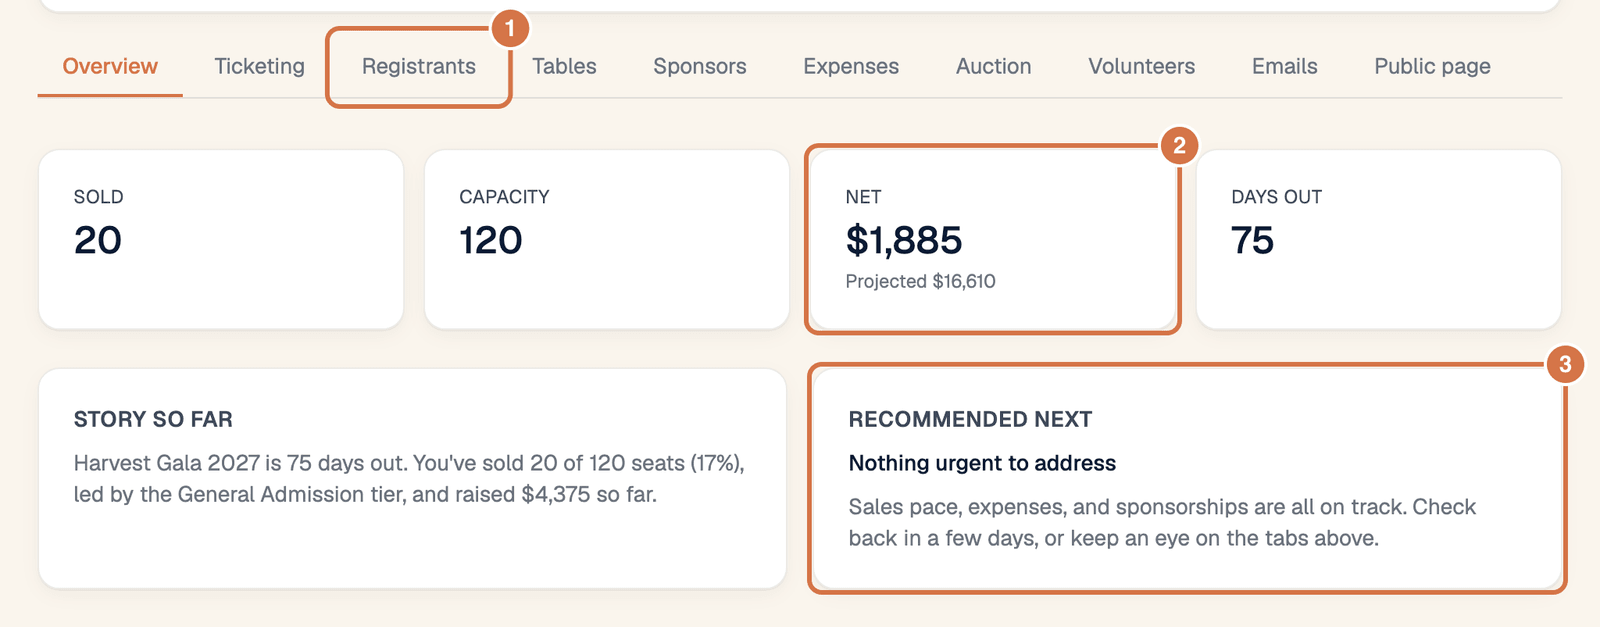 1
Overview Ticketing Registrants Tables Sponsors Expenses Auction Volunteers Emails Public page
2
SOLD
20
CAPACITY
120
NET
$1,885
Projected $16,610
DAYS OUT
75
3
STORY SO FAR
Harvest Gala 2027 is 75 days out. You've sold 20 of 120 seats (17%),
led by the General Admission tier, and raised $4,375 so far.
RECOMMENDED NEXT
Nothing urgent to address
Sales pace, expenses, and sponsorships are all on track. Check
back in a few days, or keep an eye on the tabs above.